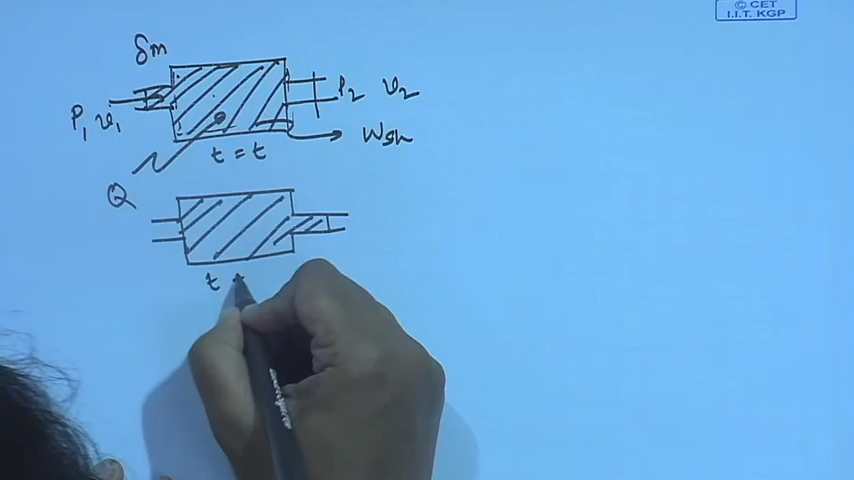 © CET
I.I.T. KGP
δm
P₁ v₁
P₂ v₂
Wsh
t = t
Q
t